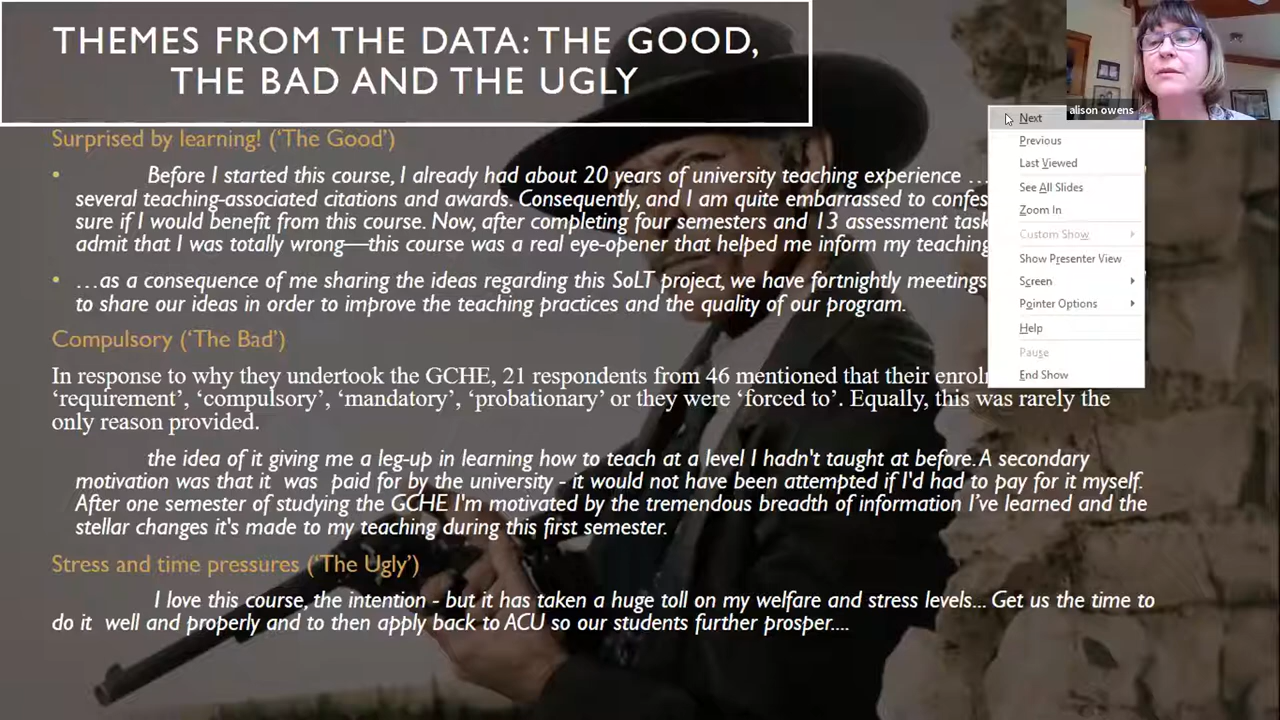 THEMES FROM THE DATA: THE GOOD,
THE BAD AND THE UGLY
Surprised by learning! (‘The Good’)
• Before I started this course, I already had about 20 years of university teaching experience …
several teaching-associated citations and awards. Consequently, and I am quite embarrassed to confes
sure if I would benefit from this course. Now, after completing four semesters and 13 assessment task
admit that I was totally wrong—this course was a real eye-opener that helped me inform my teaching
• …as a consequence of me sharing the ideas regarding this SoLT project, we have fortnightly meetings
to share our ideas in order to improve the teaching practices and the quality of our program.
Compulsory (‘The Bad’)
In response to why they undertook the GCHE, 21 respondents from 46 mentioned that their enrol
‘requirement’, ‘compulsory’, ‘mandatory’, ‘probationary’ or they were ‘forced to’. Equally, this was rarely the
only reason provided.
the idea of it giving me a leg-up in learning how to teach at a level I hadn't taught at before. A secondary
motivation was that it was paid for by the university - it would not have been attempted if I'd had to pay for it myself.
After one semester of studying the GCHE I'm motivated by the tremendous breadth of information I’ve learned and the
stellar changes it's made to my teaching during this first semester.
Stress and time pressures (‘The Ugly’)
I love this course, the intention - but it has taken a huge toll on my welfare and stress levels... Get us the time to
do it well and properly and to then apply back to ACU so our students further prosper....
alison owens
Next
Previous
Last Viewed
See All Slides
Zoom In
Custom Show
Show Presenter View
Screen
Pointer Options
Help
Pause
End Show